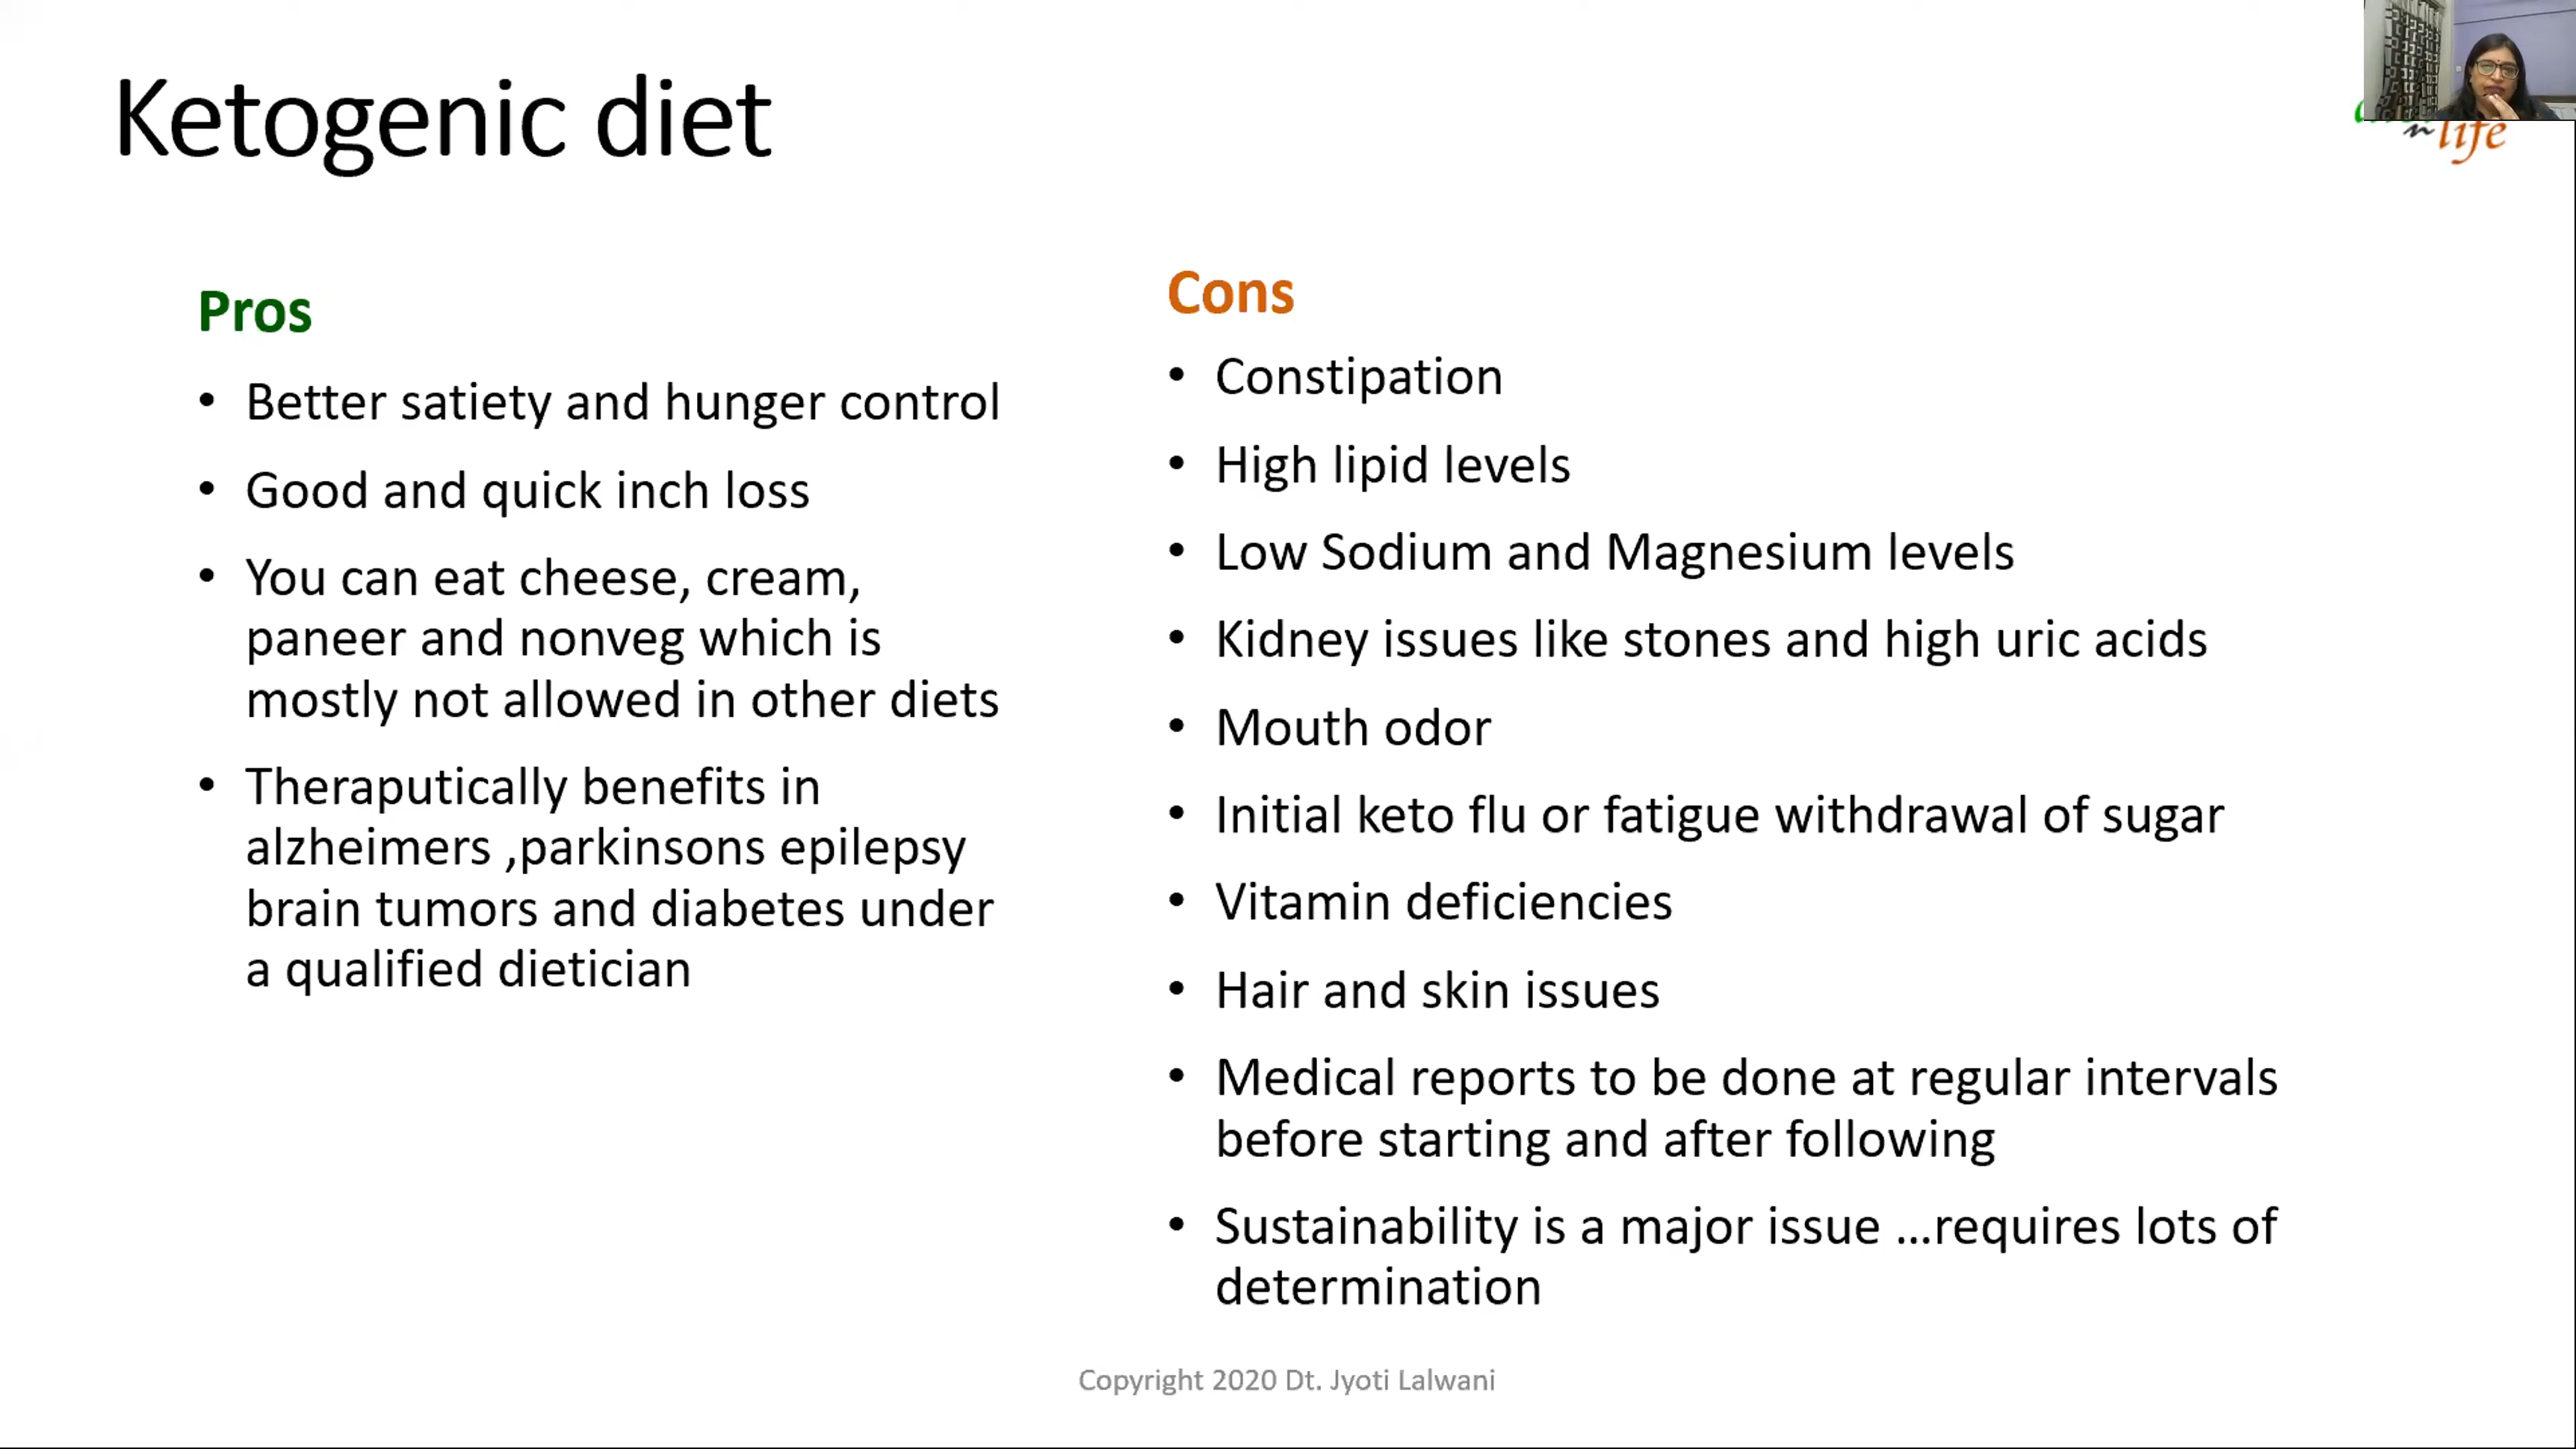 Ketogenic diet
n life
Pros
• Better satiety and hunger control
• Good and quick inch loss
• You can eat cheese, cream,
paneer and nonveg which is
mostly not allowed in other diets
• Theraputically benefits in
alzheimers ,parkinsons epilepsy
brain tumors and diabetes under
a qualified dietician
Cons
• Constipation
• High lipid levels
• Low Sodium and Magnesium levels
• Kidney issues like stones and high uric acids
• Mouth odor
• Initial keto flu or fatigue withdrawal of sugar
• Vitamin deficiencies
• Hair and skin issues
• Medical reports to be done at regular intervals
before starting and after following
• Sustainability is a major issue ...requires lots of
determination
Copyright 2020 Dt. Jyoti Lalwani